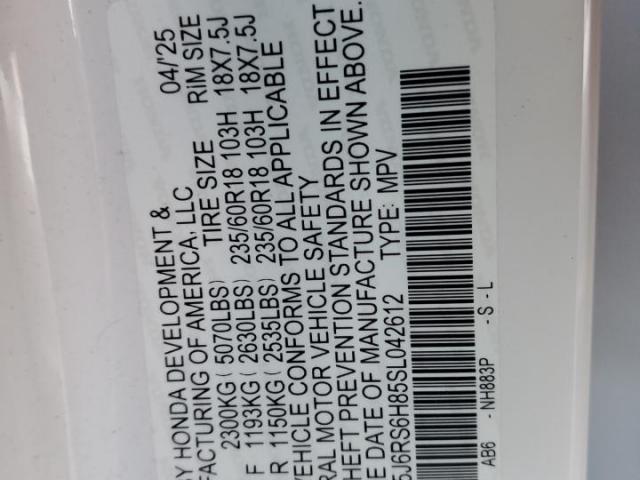 BY HONDA DEVELOPMENT &
FACTURING OF AMERICA, LLC 04/'25
TIRE SIZE RIM SIZE
2300KG ( 5070LBS)
F 1193KG ( 2630LBS) 235/60R18 103H 18X7.5J
R 1150KG ( 2535LBS) 235/60R18 103H 18X7.5J
VEHICLE CONFORMS TO ALL APPLICABLE
RAL MOTOR VEHICLE SAFETY
HEFT PREVENTION STANDARDS IN EFFECT
E DATE OF MANUFACTURE SHOWN ABOVE.
5J6RS6H85SL042612 TYPE: MPV
AB6 - NH883P - S - L